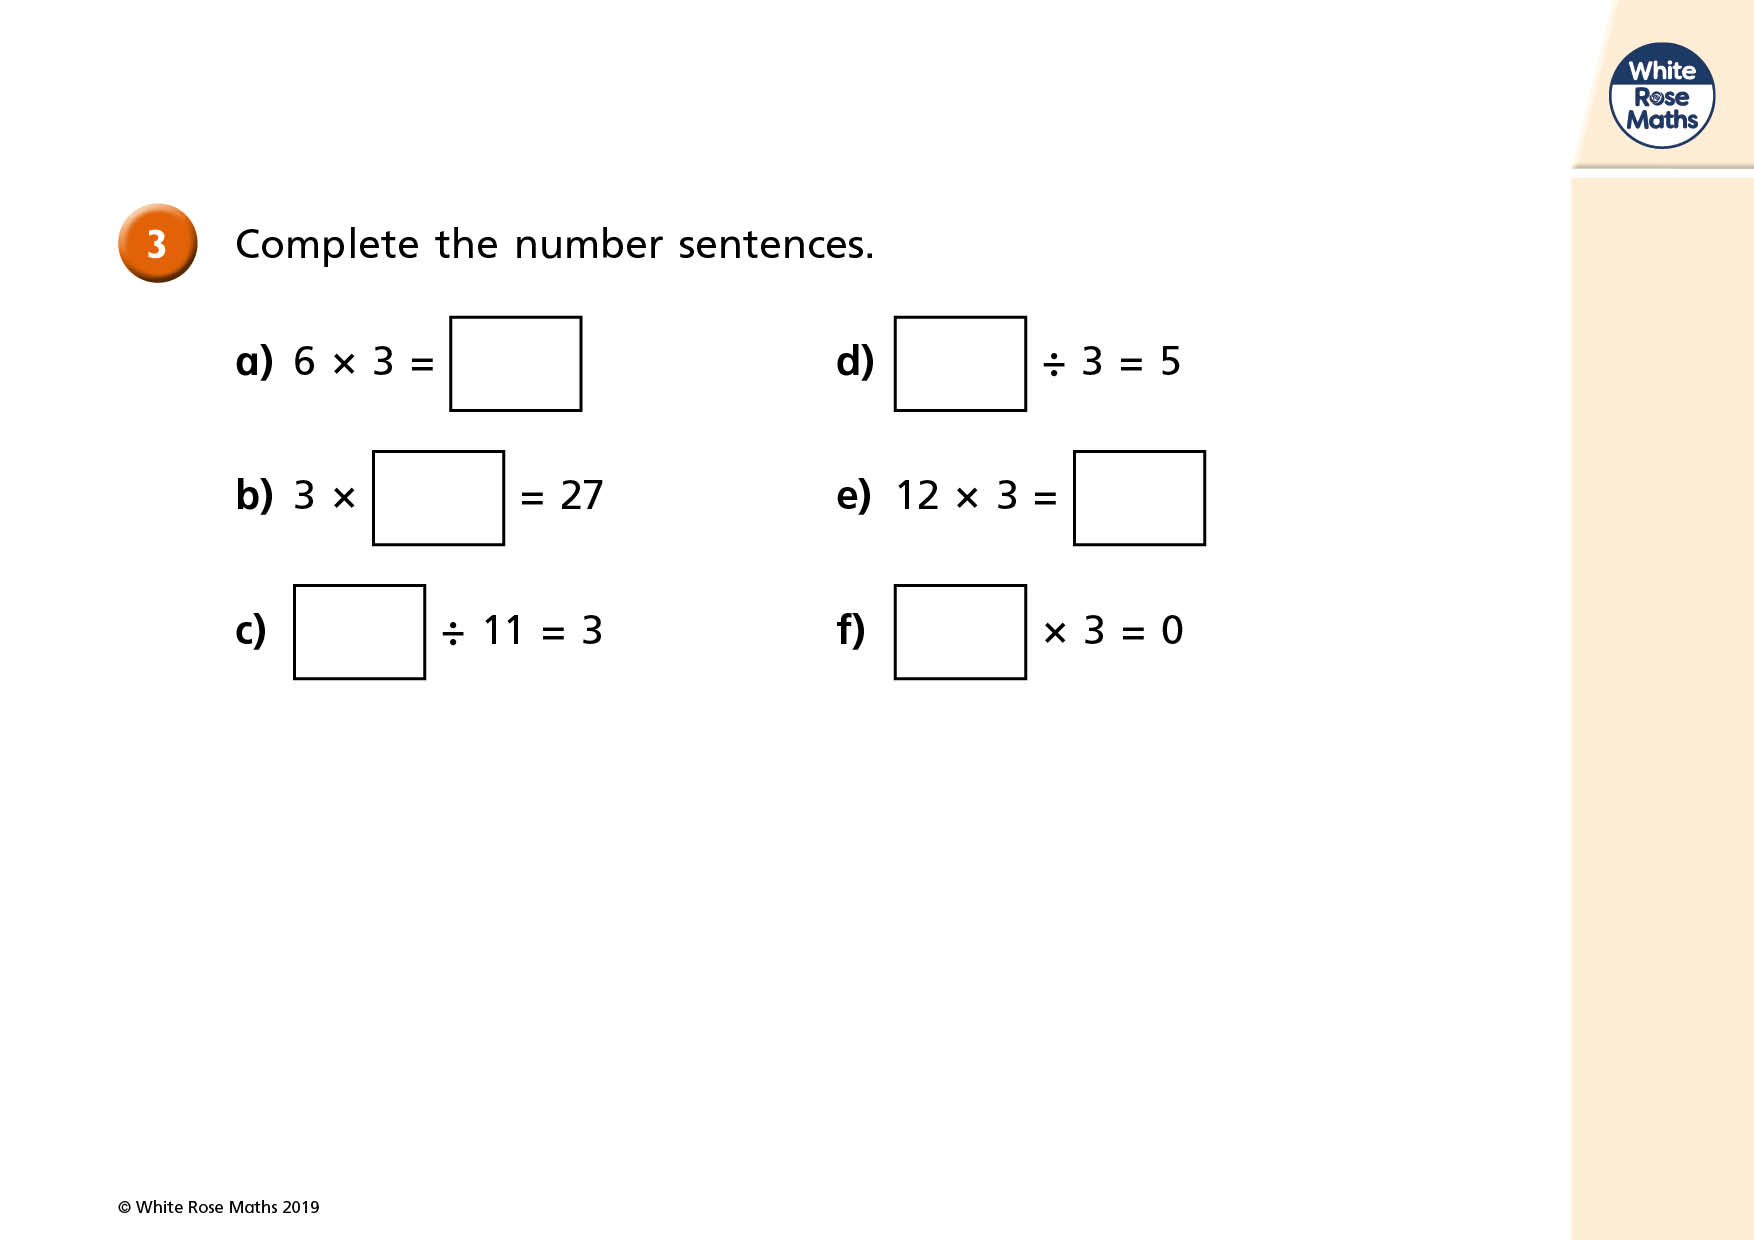 White
Rose
Maths
3 Complete the number sentences.
a) 6 × 3 =
d) ÷ 3 = 5
b) 3 × = 27
e) 12 × 3 =
c) ÷ 11 = 3
f) × 3 = 0
© White Rose Maths 2019